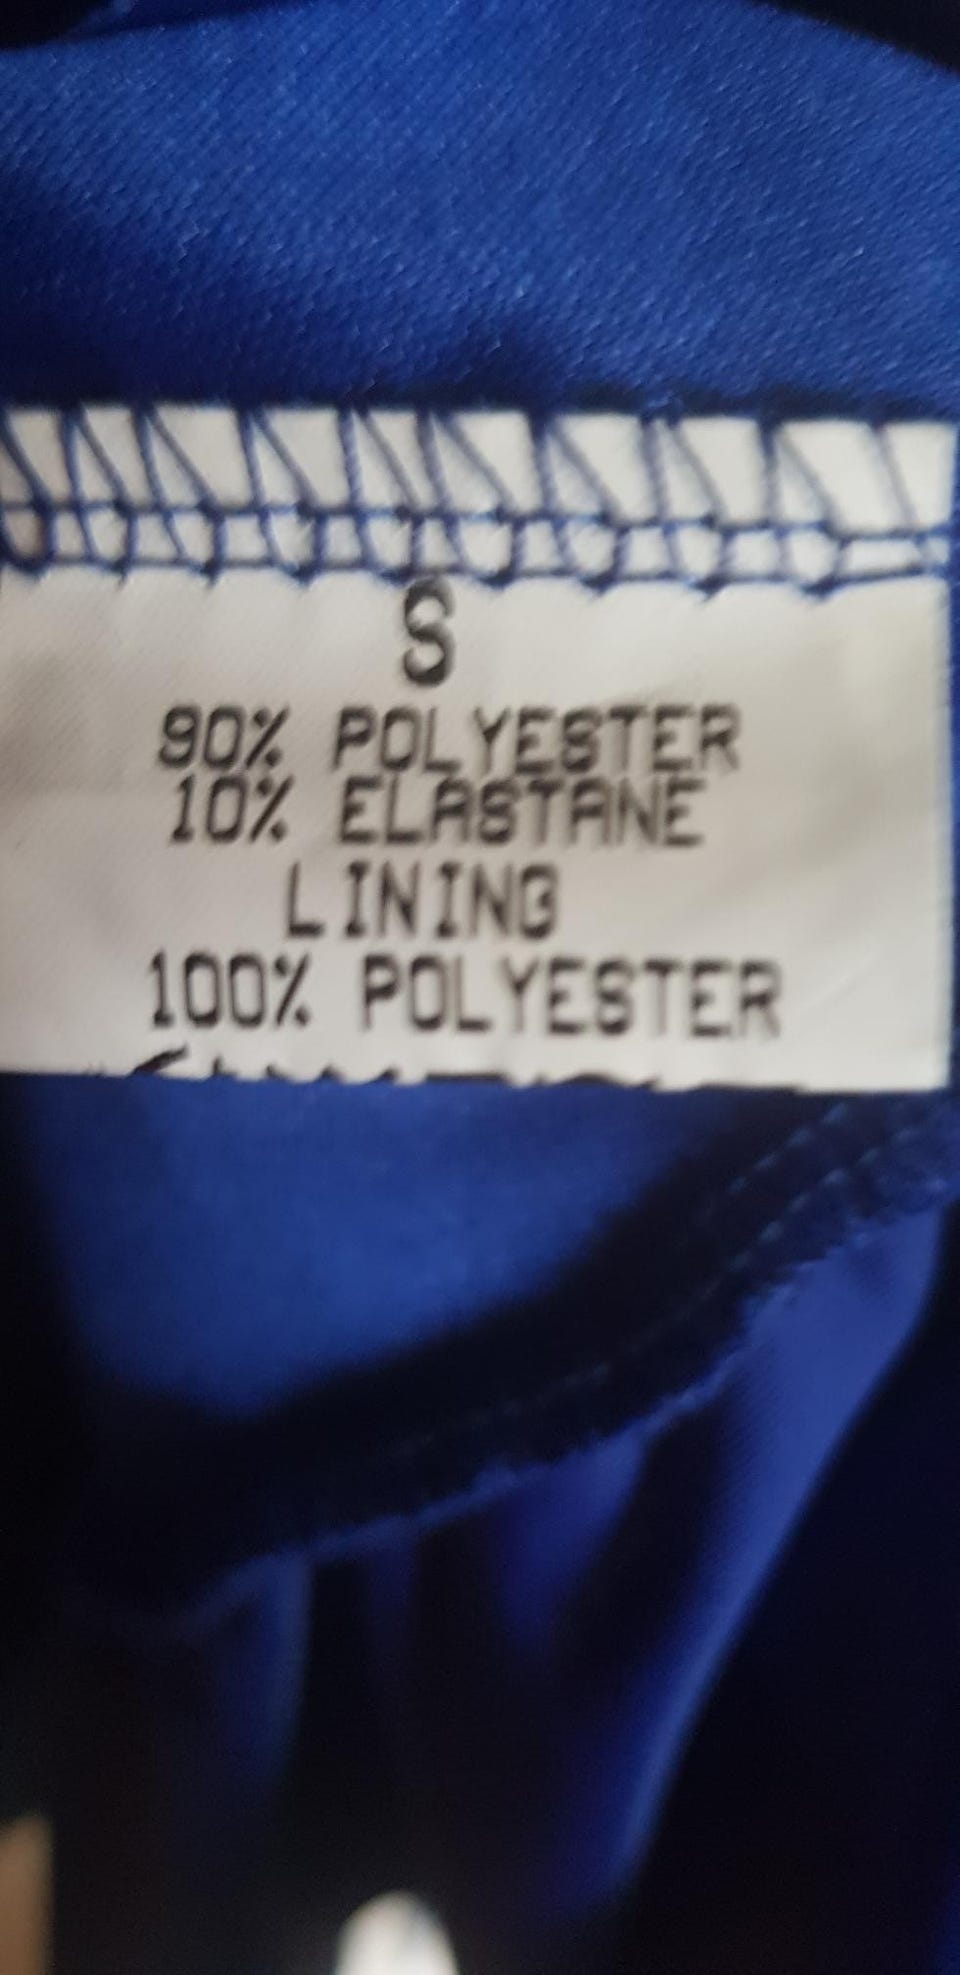 S
90% POLYESTER
10% ELASTANE
LINING
100% POLYESTER